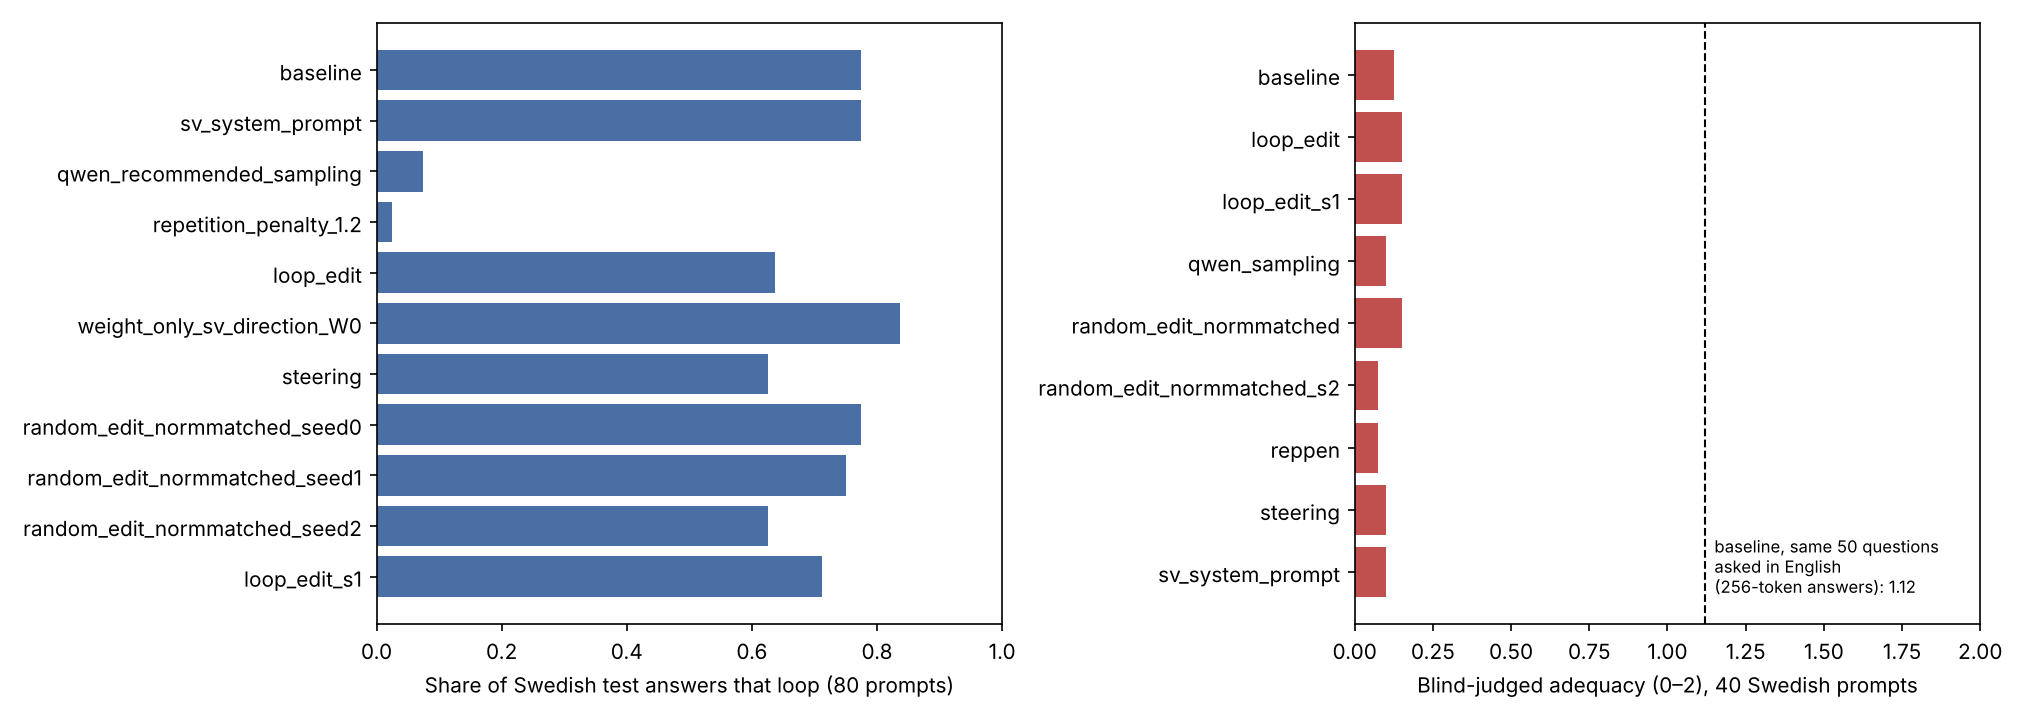 baseline
sv_system_prompt
qwen_recommended_sampling
repetition_penalty_1.2
loop_edit
weight_only_sv_direction_W0
steering
random_edit_normmatched_seed0
random_edit_normmatched_seed1
random_edit_normmatched_seed2
loop_edit_s1
0.0 0.2 0.4 0.6 0.8 1.0
Share of Swedish test answers that loop (80 prompts)
baseline
loop_edit
loop_edit_s1
qwen_sampling
random_edit_normmatched
random_edit_normmatched_s2
reppen
steering
sv_system_prompt
baseline, same 50 questions
asked in English
(256-token answers): 1.12
0.00 0.25 0.50 0.75 1.00 1.25 1.50 1.75 2.00
Blind-judged adequacy (0–2), 40 Swedish prompts